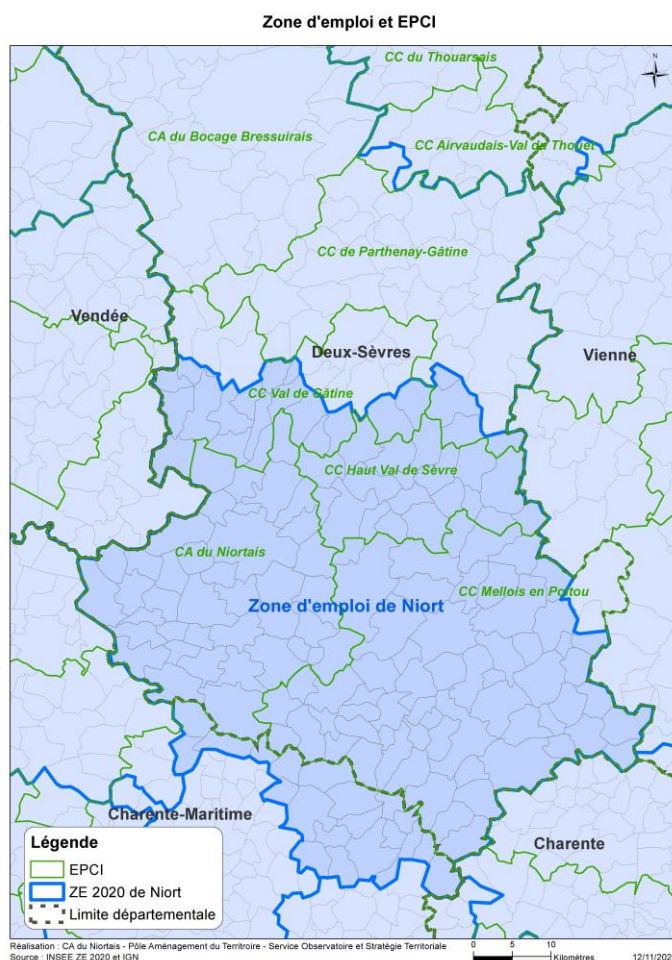 Zone d'emploi et EPCI
N
CC du Thouarsais
CA du Bocage Bressuirais
CC Airvaudais-Val du Thouet
CC de Parthenay-Gâtine
Vendée
Deux-Sèvres
Vienne
CC Val de Gâtine
CC Haut Val de Sèvre
CA du Niortais
CC Mellois en Poitou
Zone d'emploi de Niort
Charente-Maritime
Charente
Légende
EPCI
ZE 2020 de Niort
Limite départementale
Réalisation : CA du Niortais - Pôle Aménagement du Territroire - Service Observatoire et Stratégie Territoriale
Source : INSEE ZE 2020 et IGN
0 5 10
Kilomètres